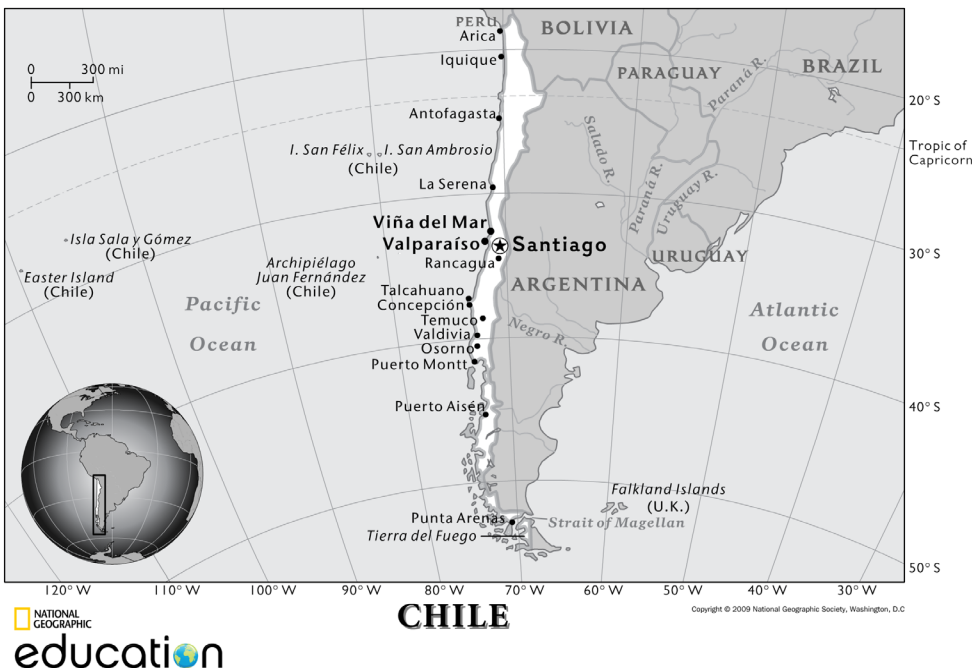 PERU
BOLIVIA
Arica
Iquique
PARAGUAY
Paraná R.
BRAZIL
0 300 mi
0 300 km
20° S
Antofagasta
Salado R.
Tropic of
Capricorn
I. San Félix
I. San Ambrosio
(Chile)
La Serena
Paraná R.
Uruguay R.
Viña del Mar
Valparaíso
Santiago
Rancagua
30° S
URUGUAY
Isla Sala y Gómez
(Chile)
Easter Island
(Chile)
Archipiélago
Juan Fernández
(Chile)
ARGENTINA
Talcahuano
Concepción
Pacific
Ocean
Atlantic
Ocean
Temuco
Negro R.
Valdivia
Osorno
Puerto Montt
Puerto Aisén
40° S
Falkland Islands
(U.K.)
Punta Arenas
Strait of Magellan
Tierra del Fuego
50° S
120° W
110° W
100° W
90° W
80° W
70° W
60° W
50° W
40° W
30° W
CHILE
Copyright © 2009 National Geographic Society, Washington, D.C
NATIONAL
GEOGRAPHIC
education